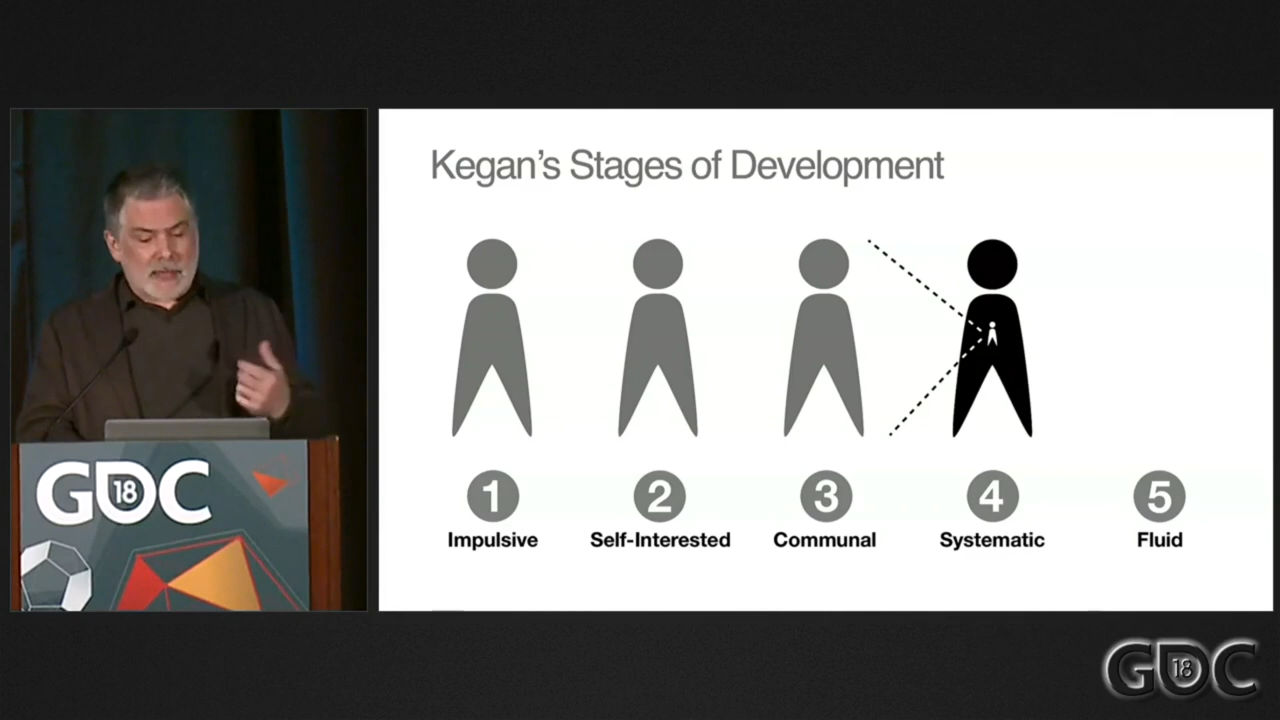 Kegan's Stages of Development
1 2 3 4 5
Impulsive Self-Interested Communal Systematic Fluid
GDC 18
GDC 18